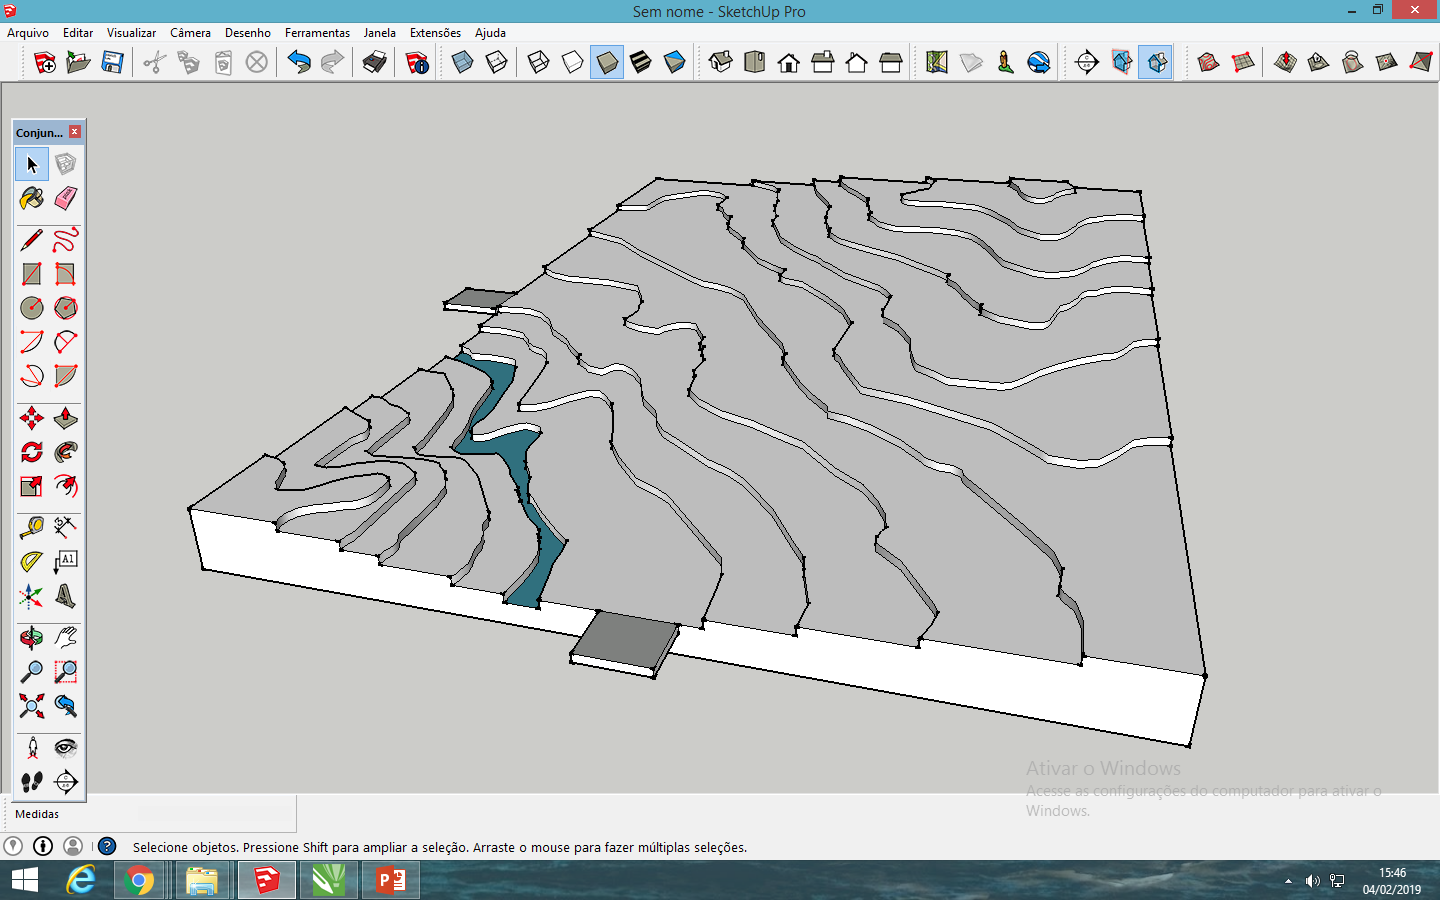 Sem nome - SketchUp Pro
Arquivo Editar Visualizar Câmera Desenho Ferramentas Janela Extensões Ajuda
Conjun...
A1
Medidas
Ativar o Windows
Acesse as configurações do computador para ativar o
Windows.
Selecione objetos. Pressione Shift para ampliar a seleção. Arraste o mouse para fazer múltiplas seleções.
15:46
04/02/2019